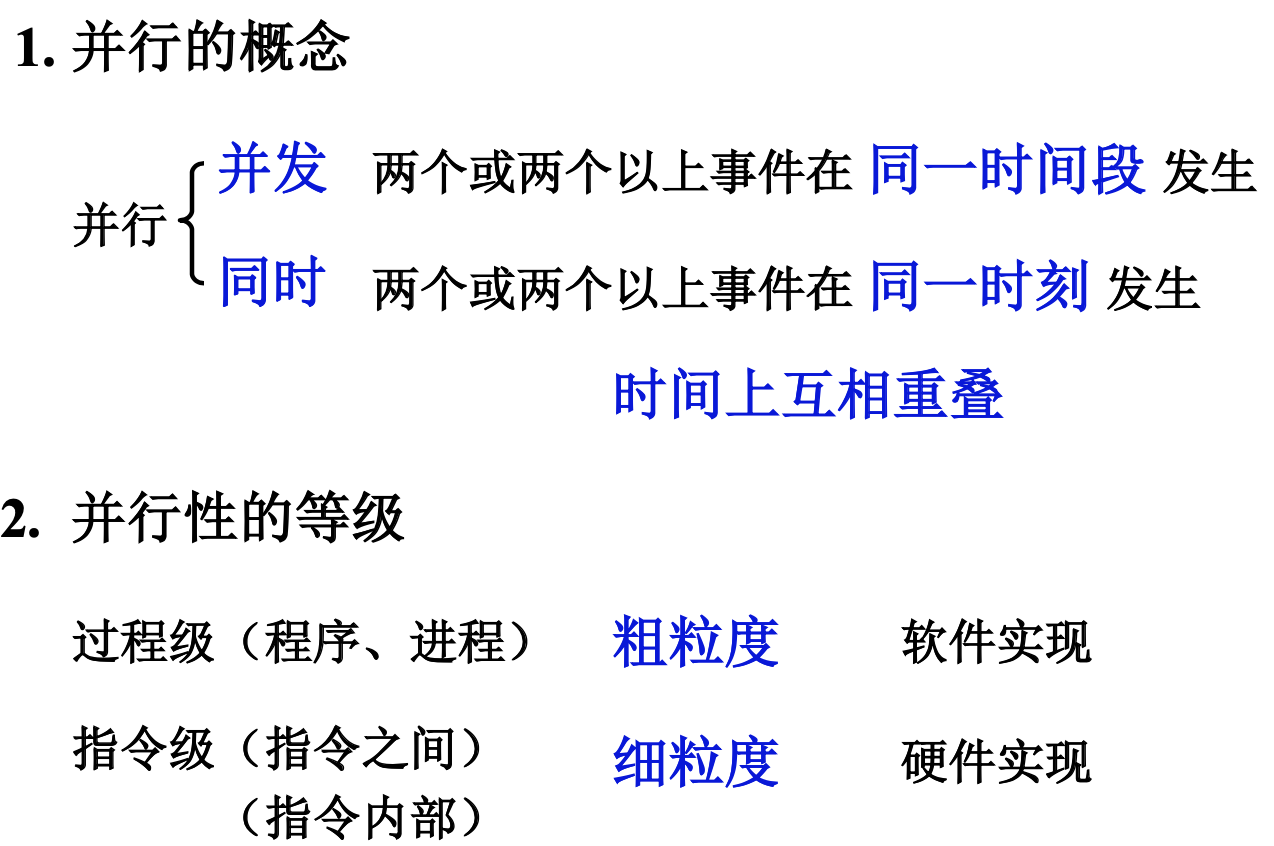 1. 并行的概念
并行
并发 两个或两个以上事件在 同一时间段 发生
同时 两个或两个以上事件在 同一时刻 发生
时间上互相重叠
2. 并行性的等级
过程级（程序、进程） 粗粒度 软件实现
指令级（指令之间） 细粒度 硬件实现
（指令内部）